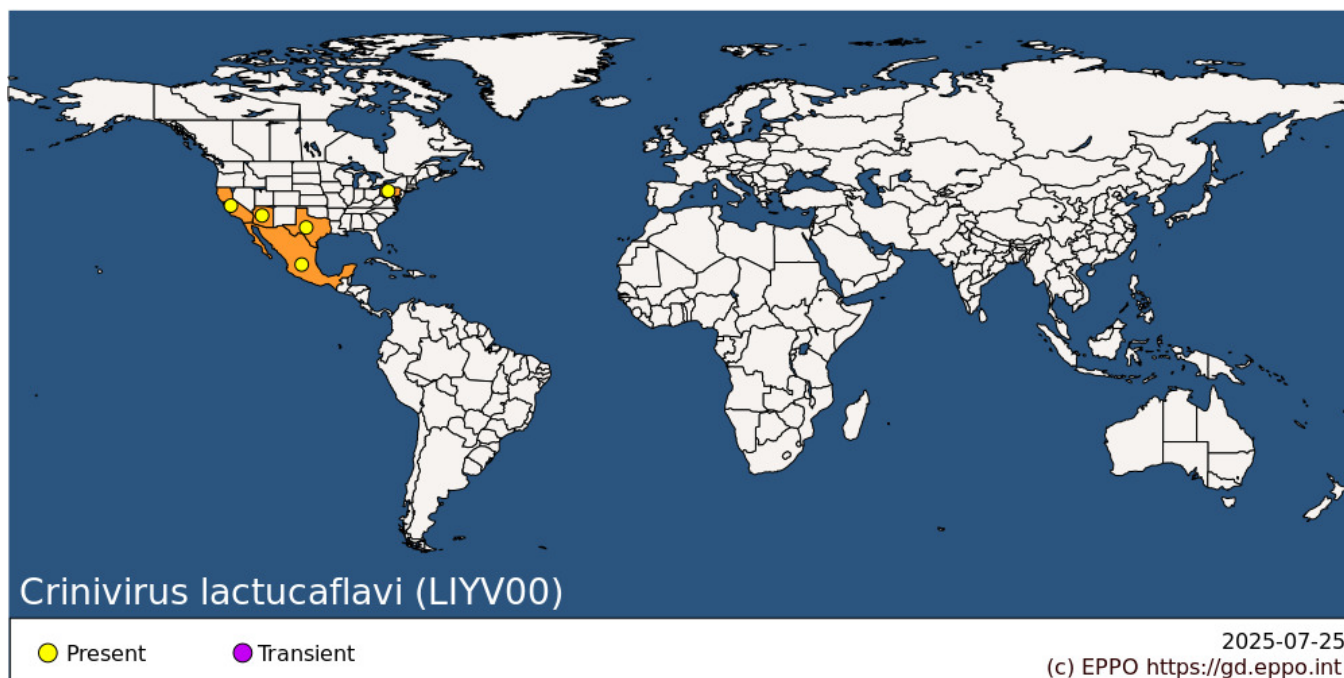 Crinivirus lactucaflavi (LIYV00)
Present
Transient
2025-07-25
(c) EPPO https://gd.eppo.int